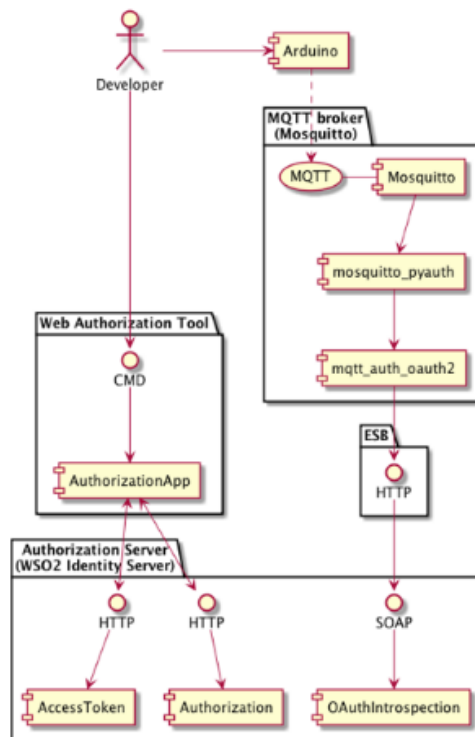 Developer
Arduino
MQTT broker
(Mosquitto)
MQTT
Mosquitto
mosquitto_pyauth
mqtt_auth_oauth2
Web Authorization Tool
CMD
AuthorizationApp
ESB
HTTP
Authorization Server
(WSO2 Identity Server)
HTTP
HTTP
SOAP
AccessToken
Authorization
OAuthIntrospection